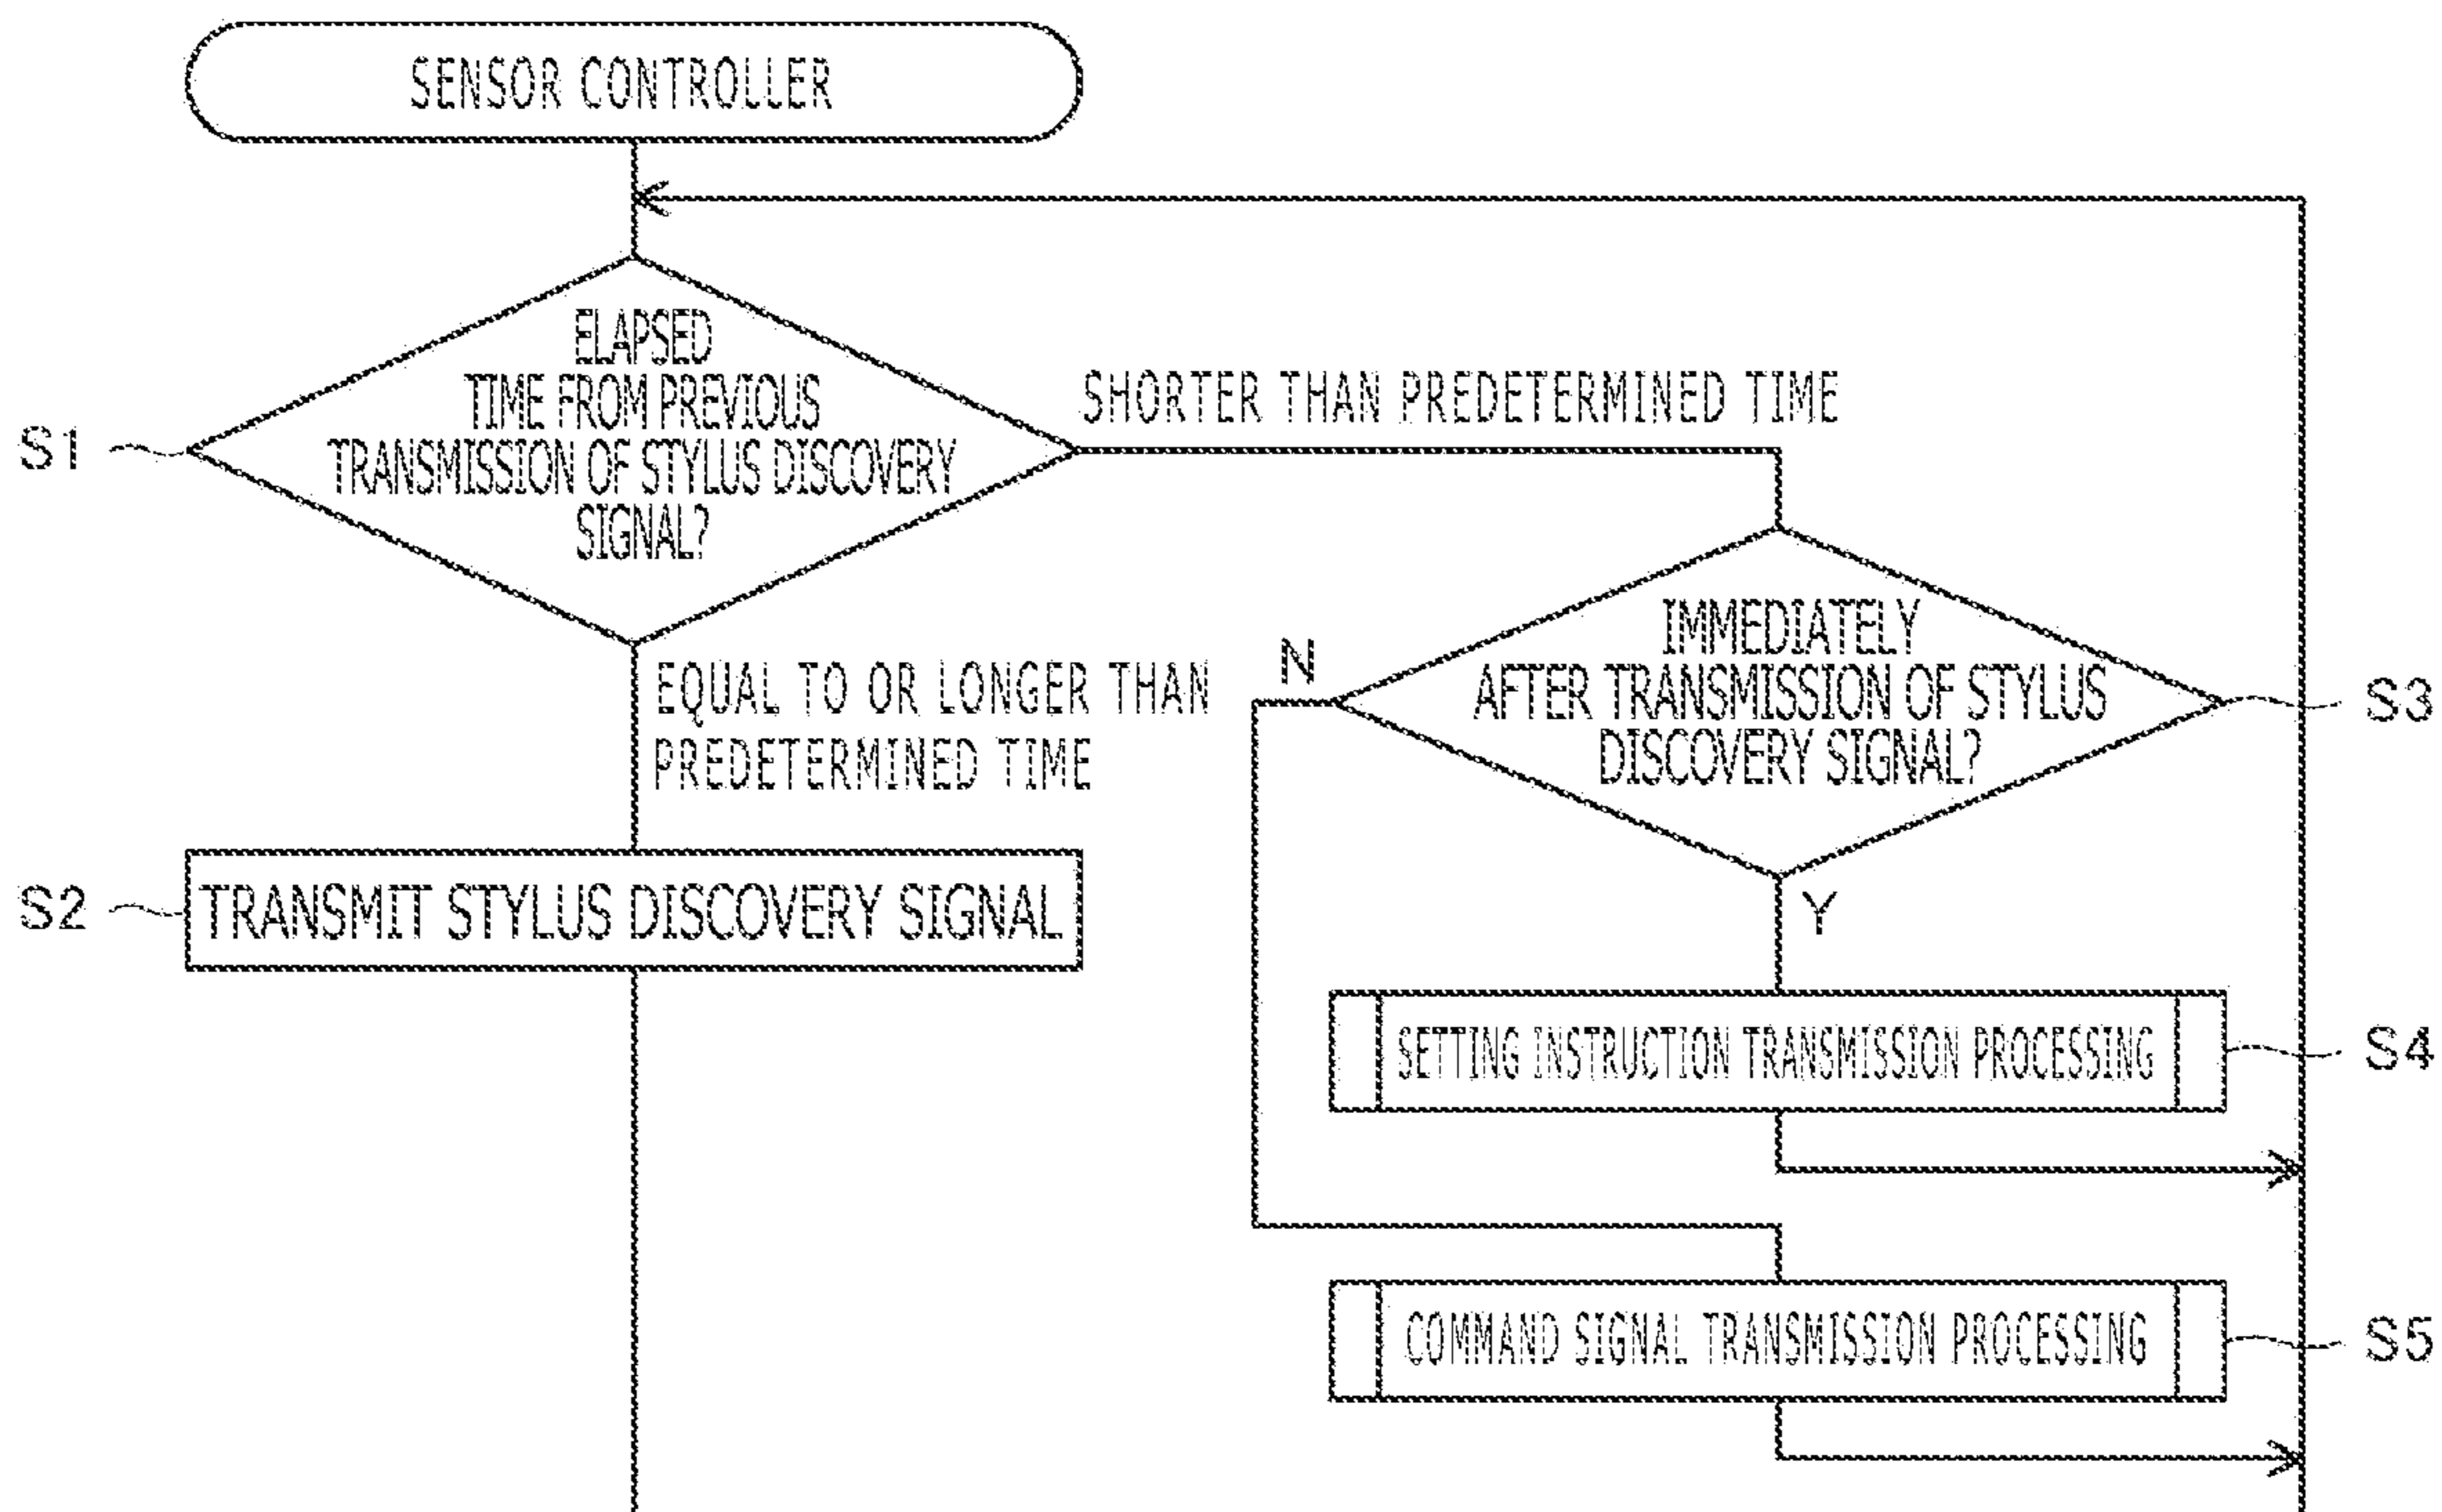 SENSOR CONTROLLER
ELAPSED
TIME FROM PREVIOUS
TRANSMISSION OF STYLUS DISCOVERY
SIGNAL?
S1
SHORTER THAN PREDETERMINED TIME
EQUAL TO OR LONGER THAN
PREDETERMINED TIME
S2
TRANSMIT STYLUS DISCOVERY SIGNAL
N
IMMEDIATELY
AFTER TRANSMISSION OF STYLUS
DISCOVERY SIGNAL?
S3
Y
SETTING INSTRUCTION TRANSMISSION PROCESSING
S4
COMMAND SIGNAL TRANSMISSION PROCESSING
S5